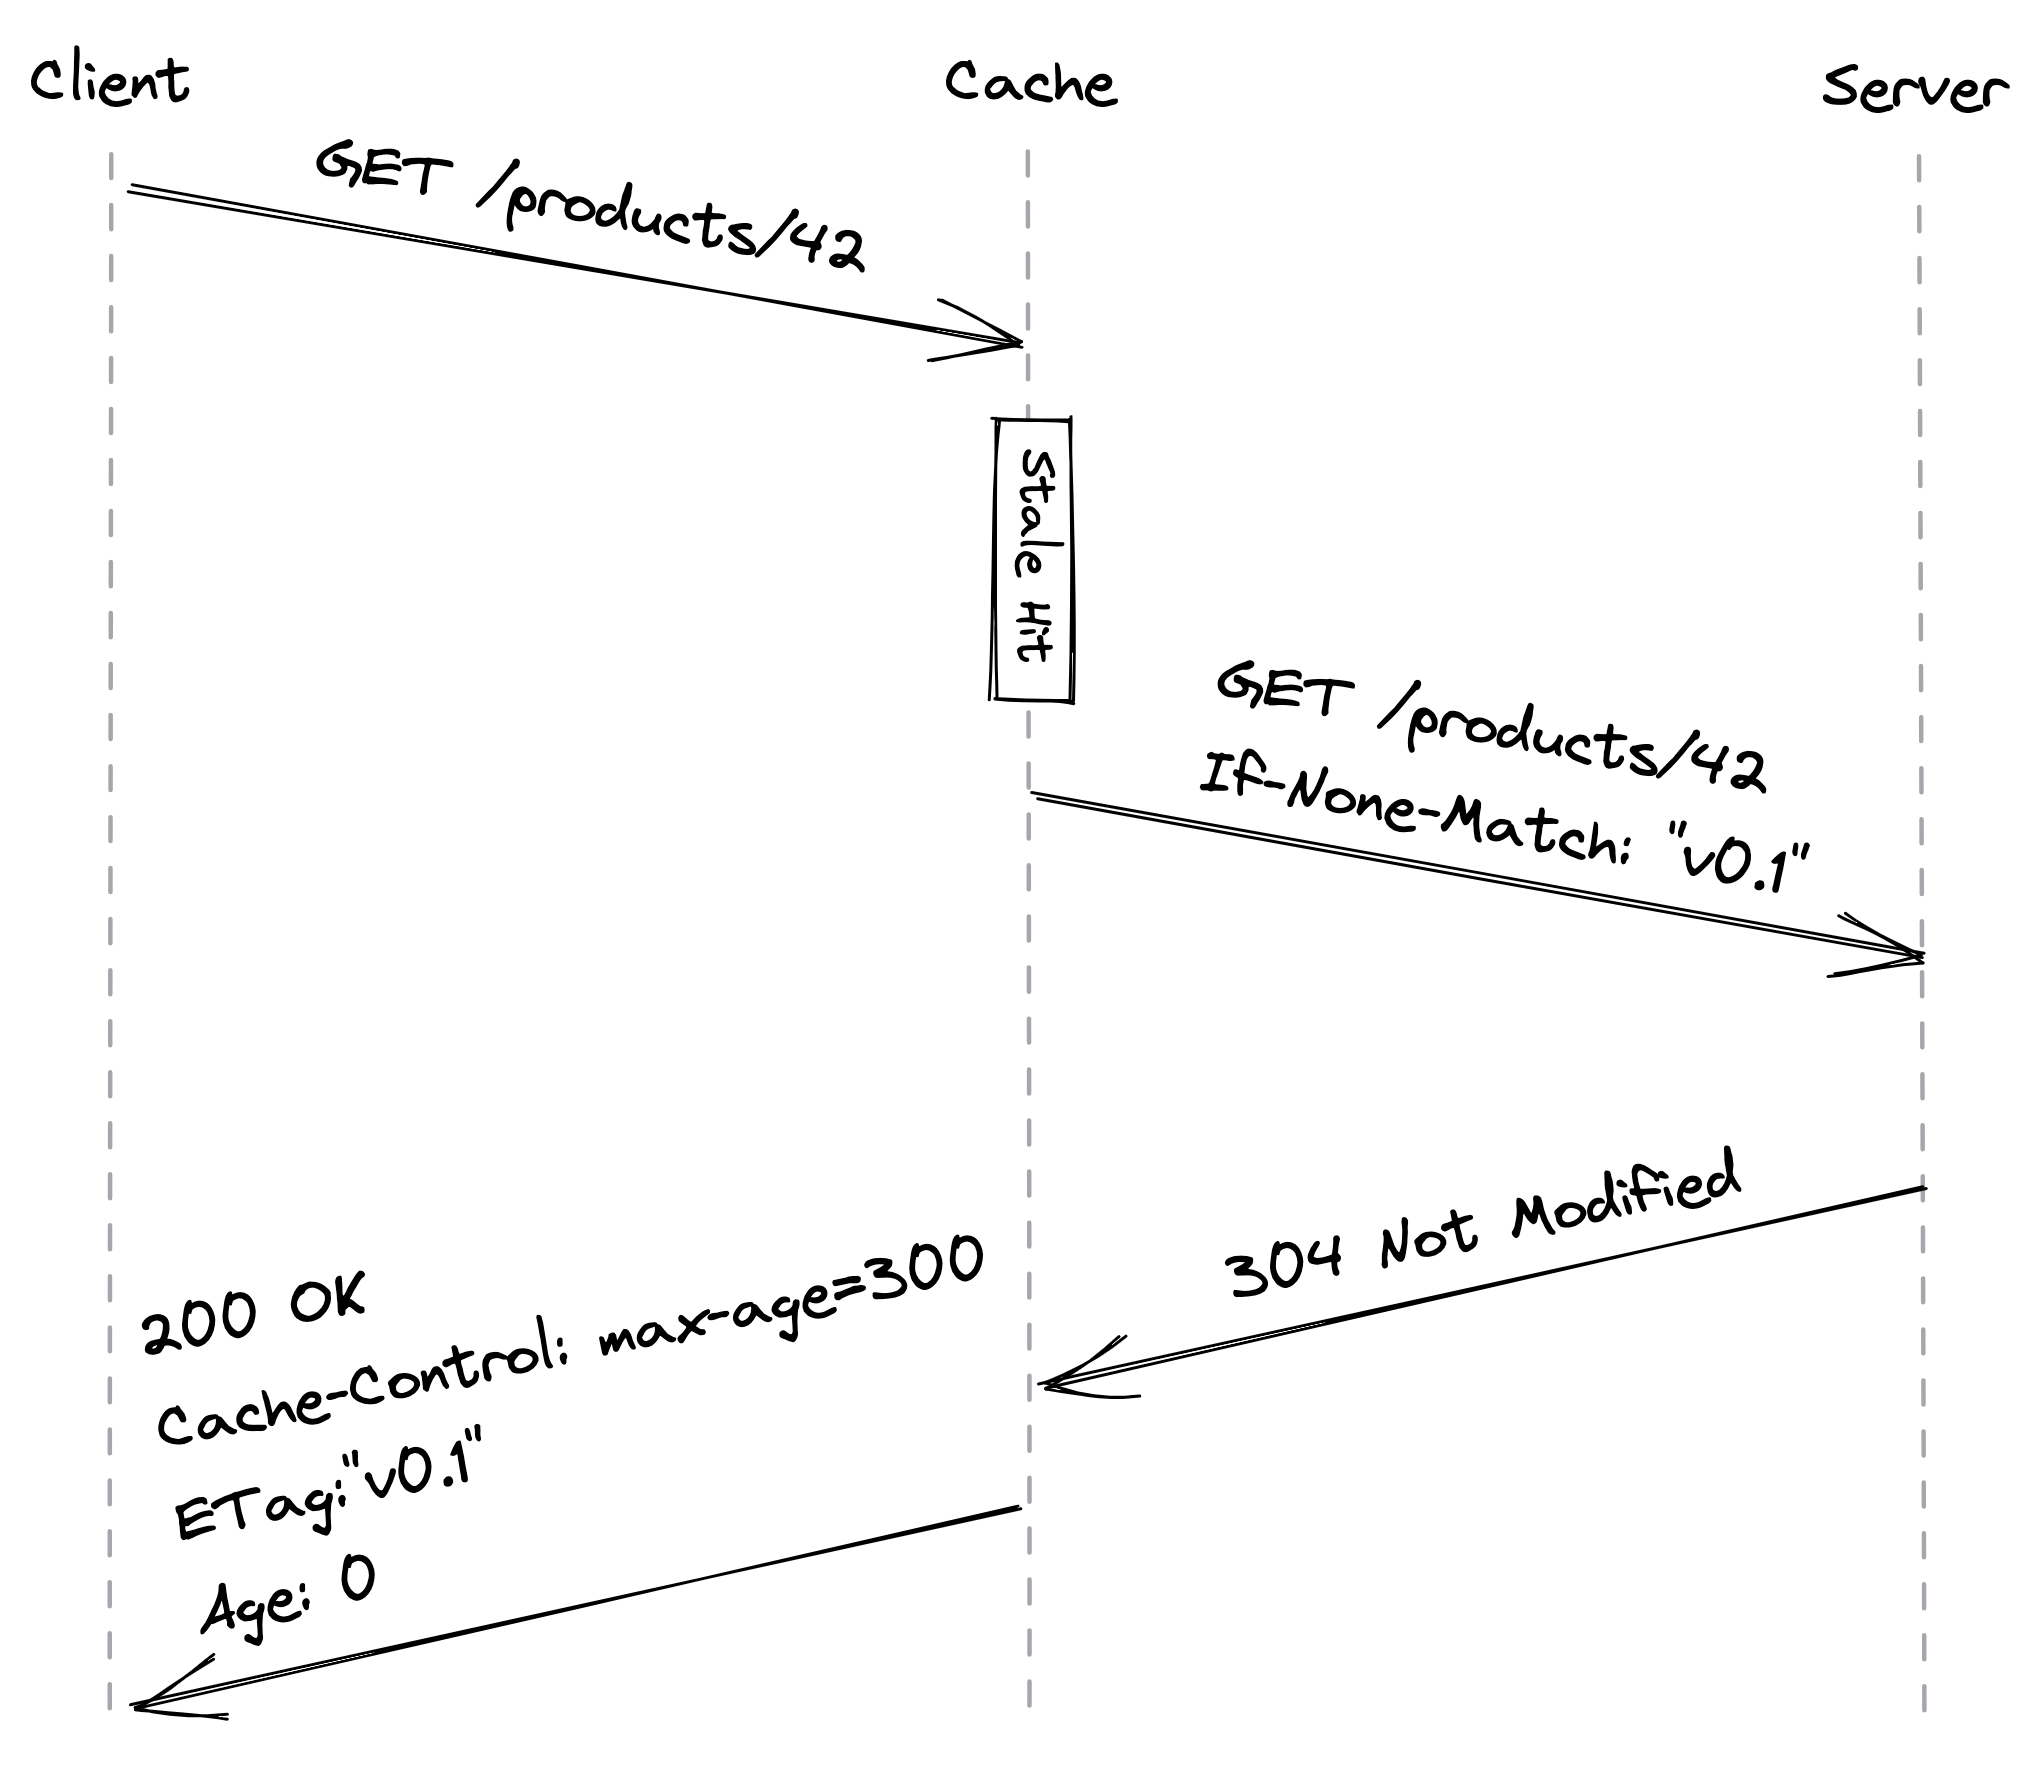 Client
Cache
Server
GET /products/42
Stale Hit
GET /products/42
If-None-Match: "v0.1"
304 Not Modified
200 OK
Cache-Control: max-age=300
ETag:"v0.1"
Age: 0